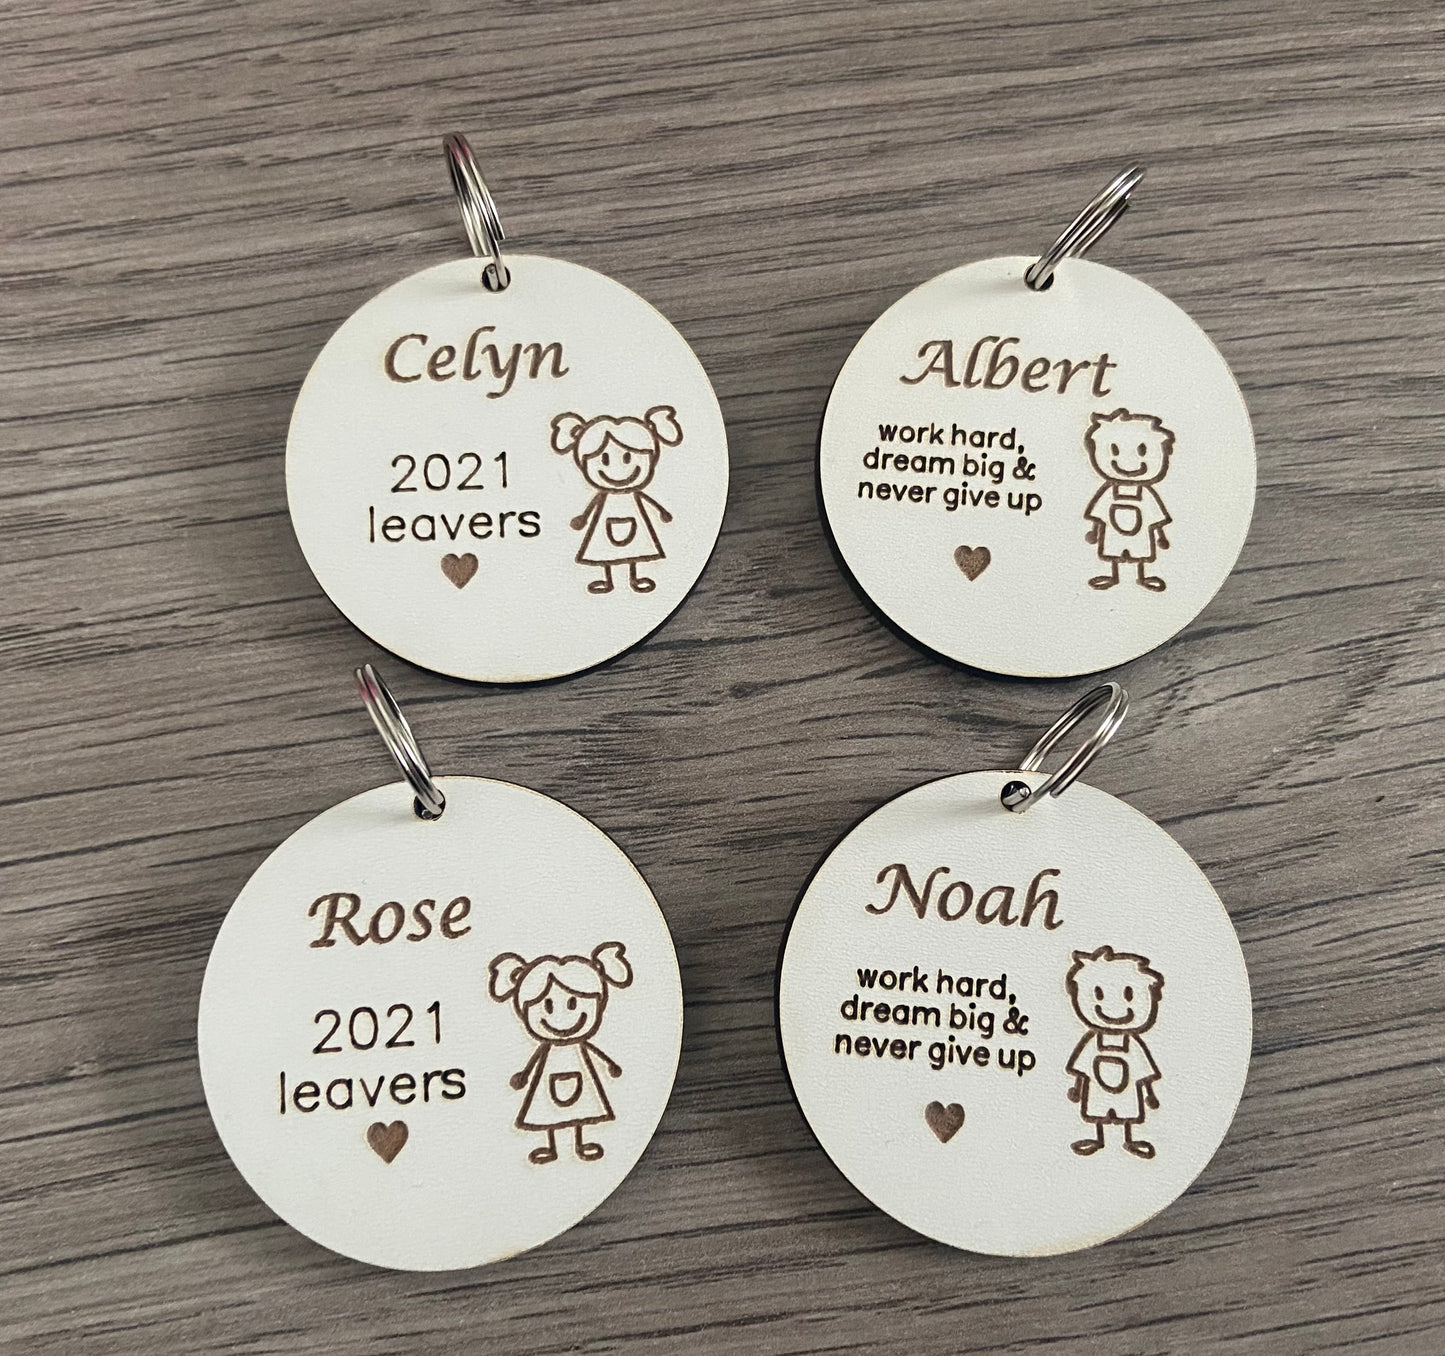 Celyn
2021
leavers
Albert
work hard,
dream big &
never give up
Rose
2021
leavers
Noah
work hard,
dream big &
never give up